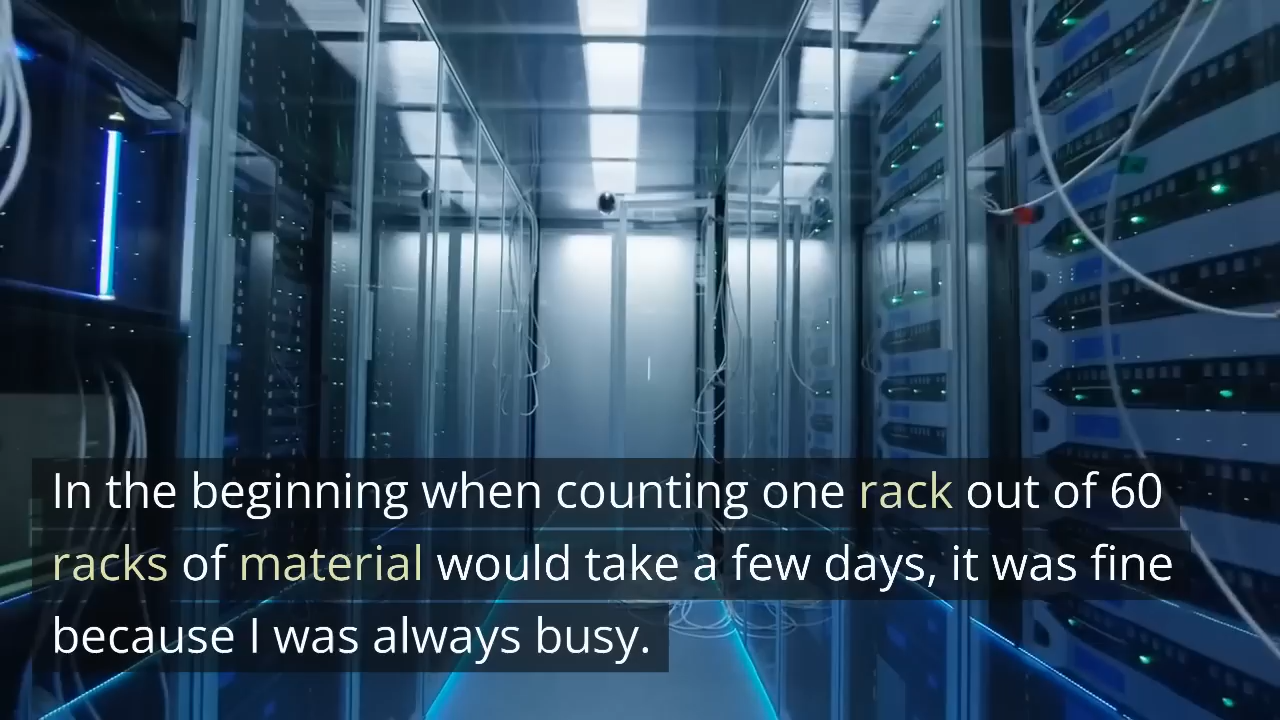 In the beginning when counting one rack out of 60
racks of material would take a few days, it was fine
because I was always busy.